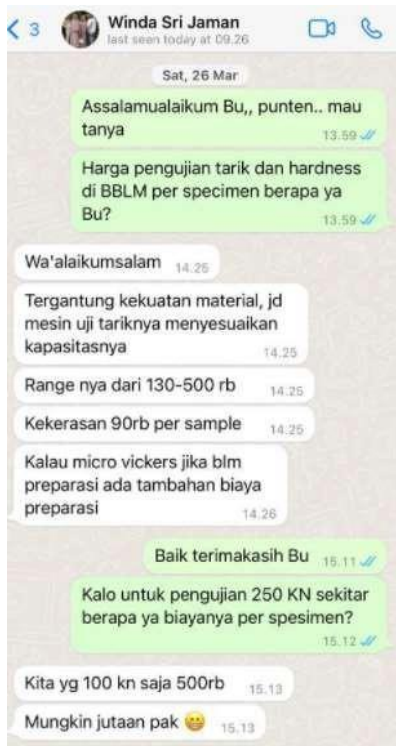 3
Winda Sri Jaman
last seen today at 09.26
Sat, 26 Mar
Assalamualaikum Bu,, punten.. mau
tanya
13.59
Harga pengujian tarik dan hardness
di BBLM per specimen berapa ya
Bu?
13.59
Wa'alaikumsalam 14.25
Tergantung kekuatan material, jd
mesin uji tariknya menyesuaikan
kapasitasnya
14.25
Range nya dari 130-500 rb 14.25
Kekerasan 90rb per sample 14.25
Kalau micro vickers jika blm
preparasi ada tambahan biaya
preparasi
14.26
Baik terimakasih Bu 15.11
Kalo untuk pengujian 250 KN sekitar
berapa ya biayanya per spesimen?
15.12
Kita yg 100 kn saja 500rb 15.13
Mungkin jutaan pak 😁 15.13